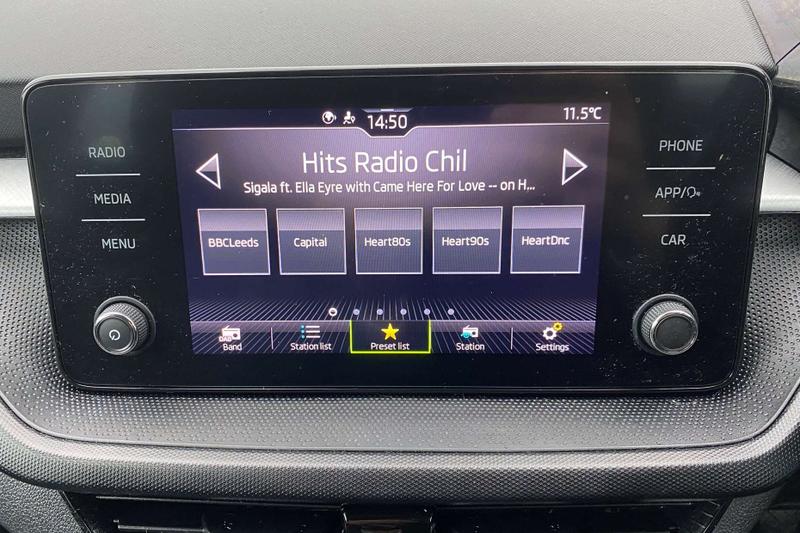 14:50
11.5°C
RADIO
MEDIA
MENU
Hits Radio Chil
Sigala ft. Ella Eyre with Came Here For Love -- on H...
BBCLeeds
Capital
Heart80s
Heart90s
HeartDnc
DAB
Band
Station list
Preset list
Station
Settings
PHONE
APP/
CAR